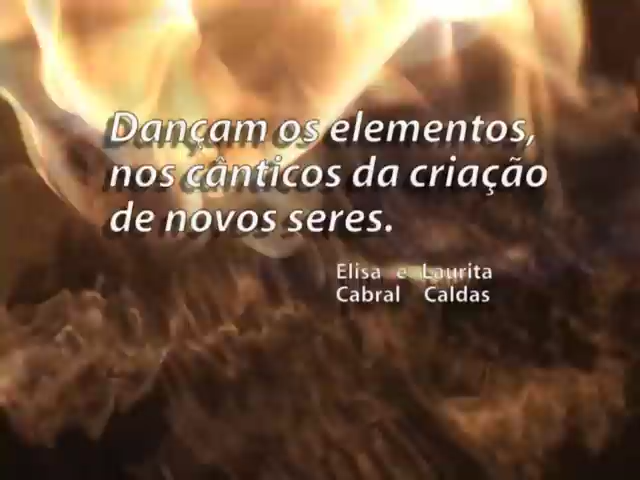 Dançam os elementos,
nos cânticos da criação
de novos seres.
Elisa e Laurita
Cabral Caldas